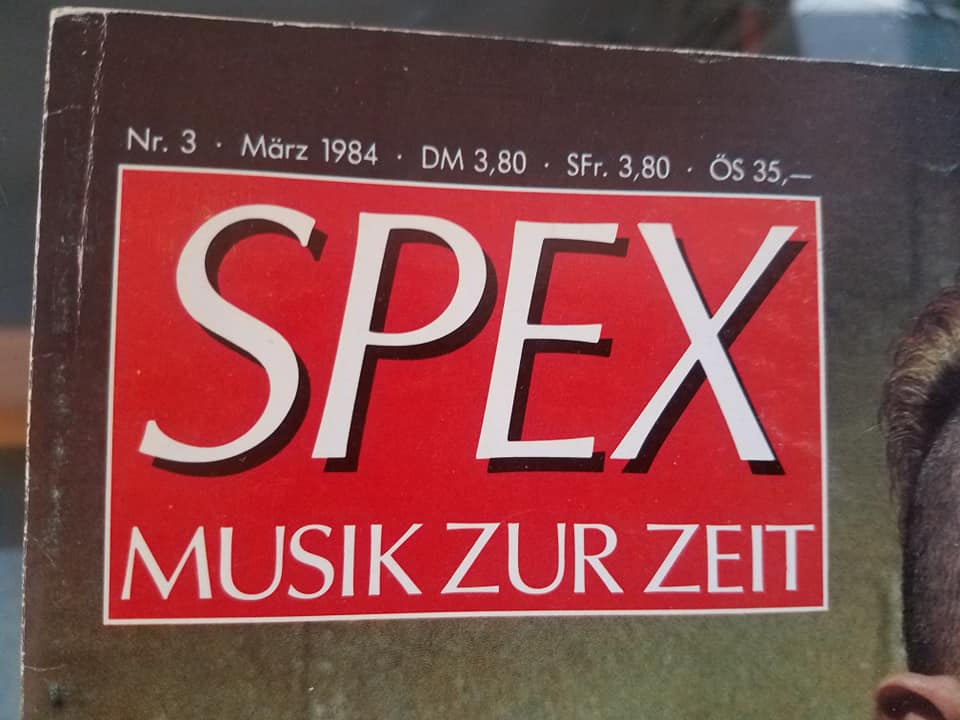 Nr. 3 · März 1984 · DM 3,80 · SFr. 3,80 · ÖS 35,—
SPEX
MUSIK ZUR ZEIT